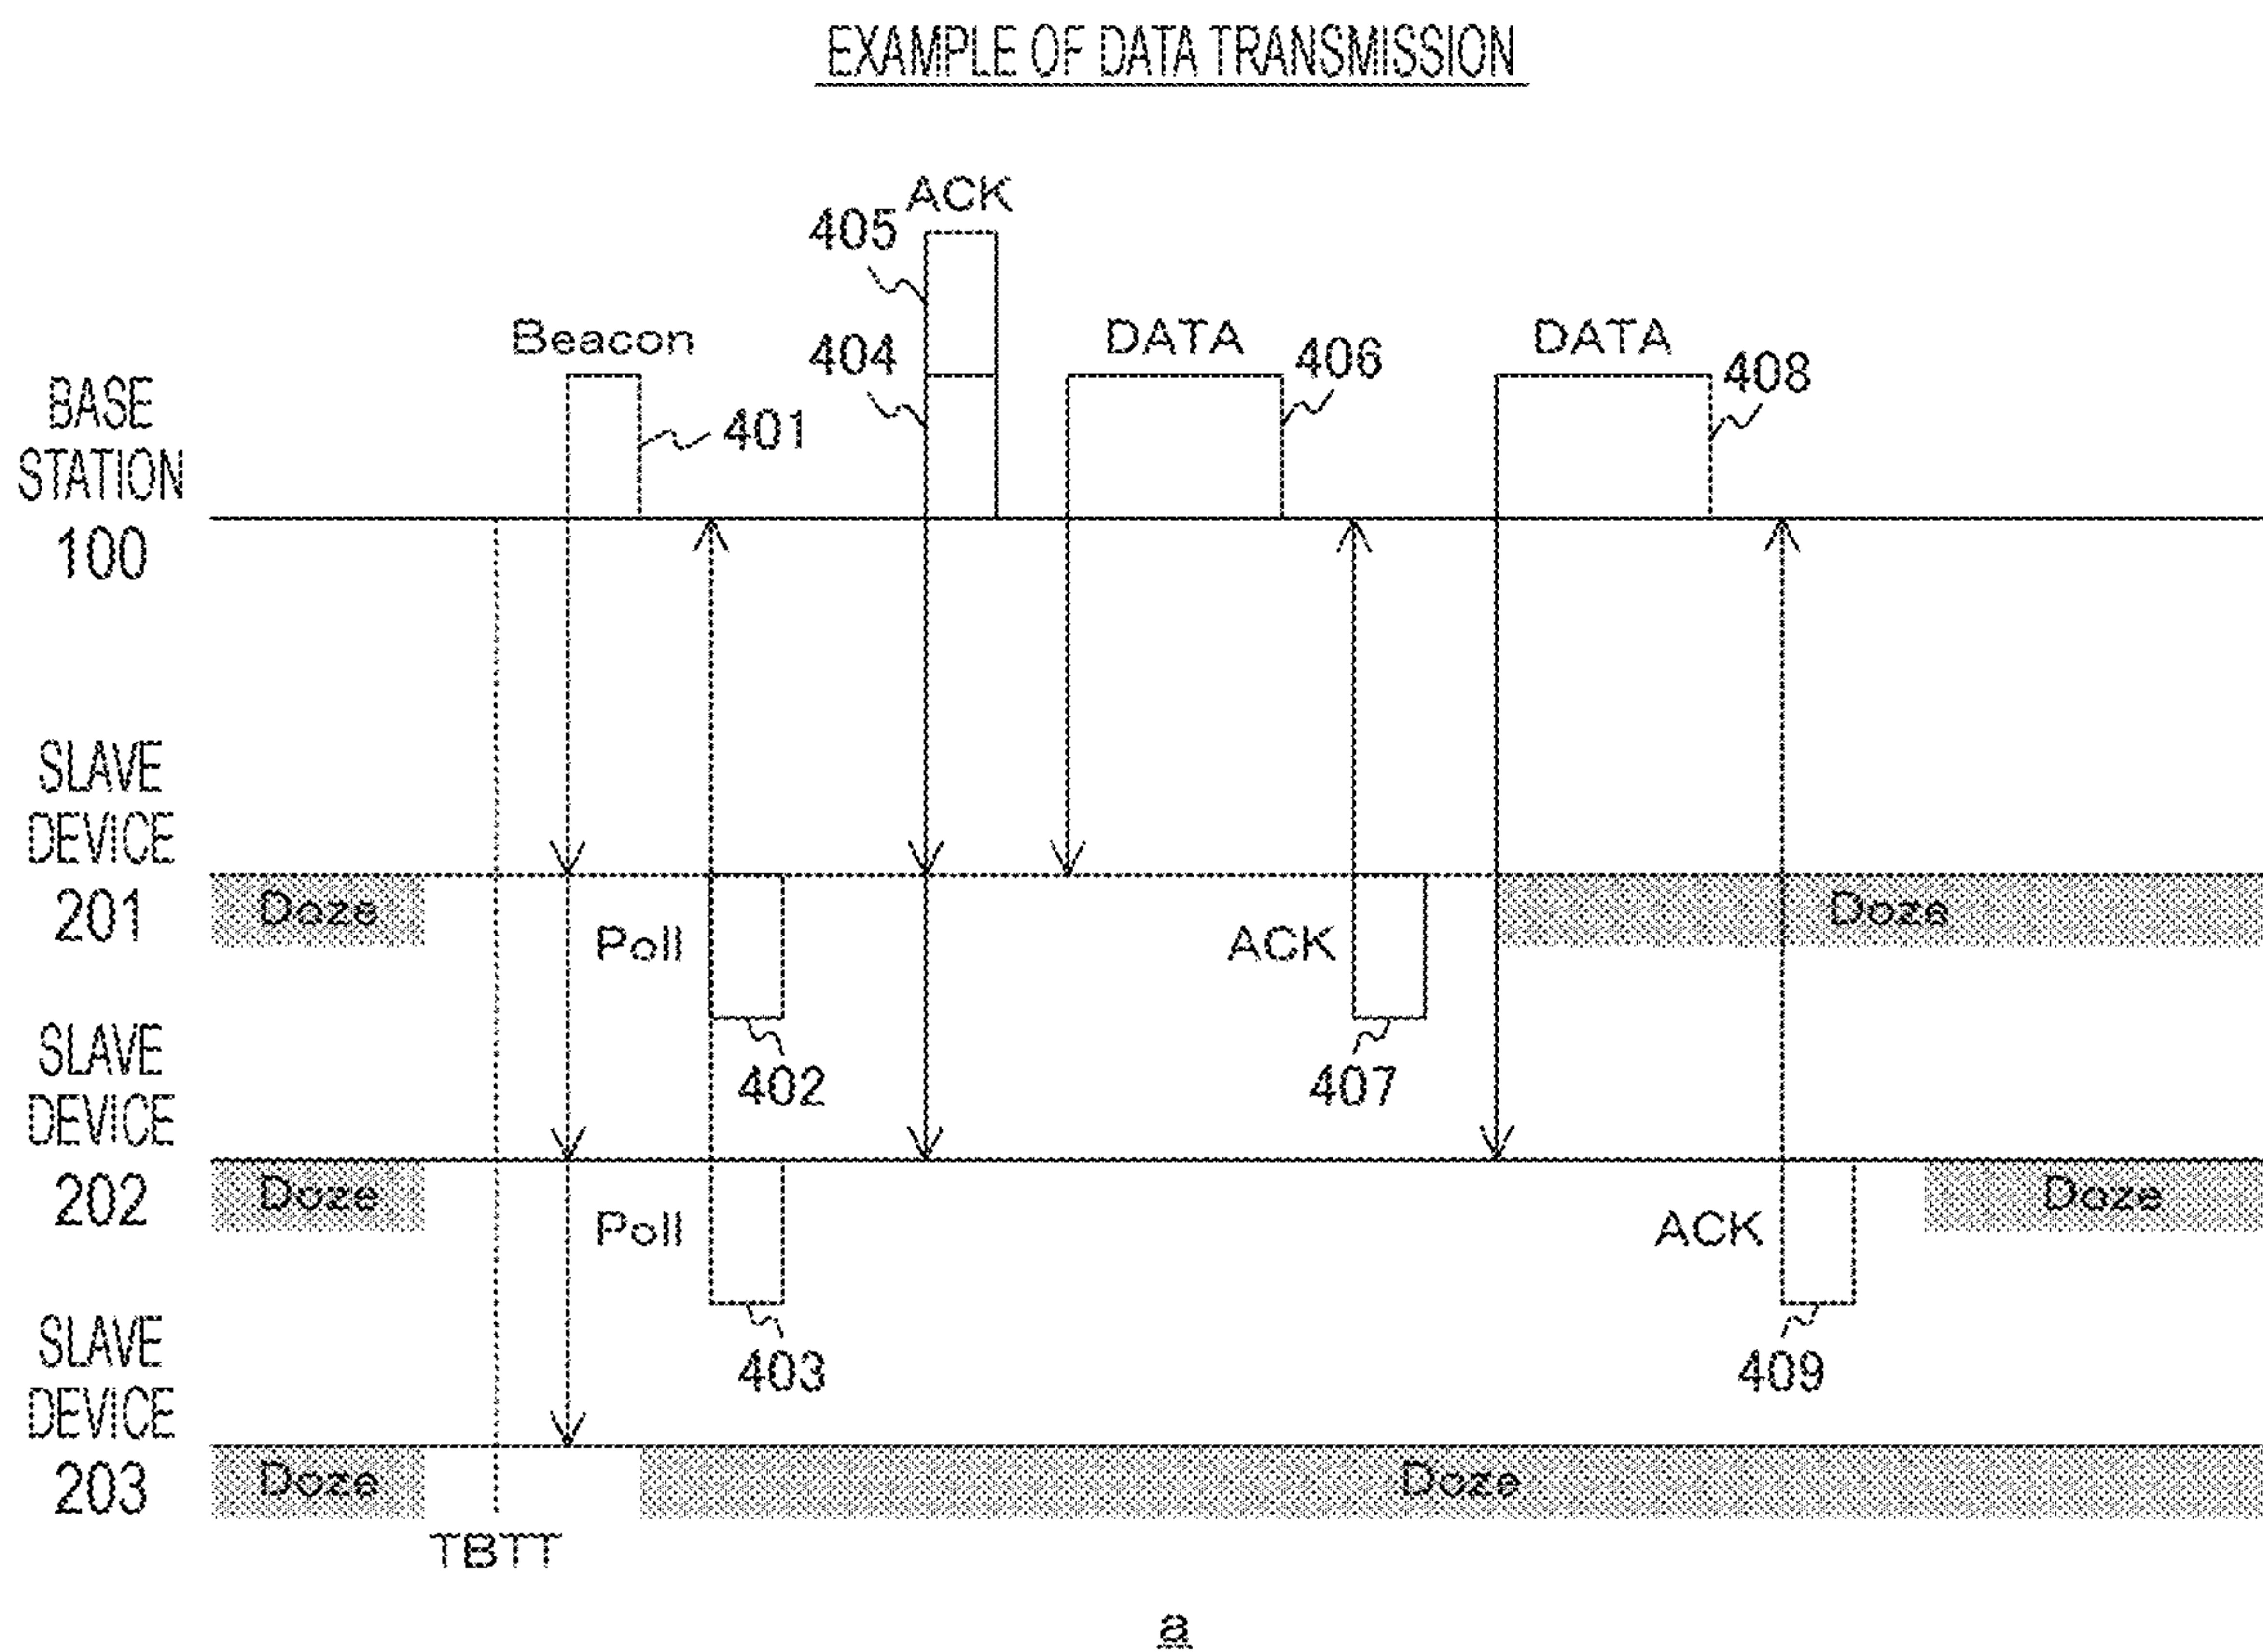 EXAMPLE OF DATA TRANSMISSION
ACK
405
Beacon
404
DATA
406
DATA
408
BASE
STATION
100
401
SLAVE
DEVICE
201
Doze
Poll
402
ACK
407
Doze
SLAVE
DEVICE
202
Doze
Poll
403
ACK
409
Doze
SLAVE
DEVICE
203
Doze
Doze
TBTT
a